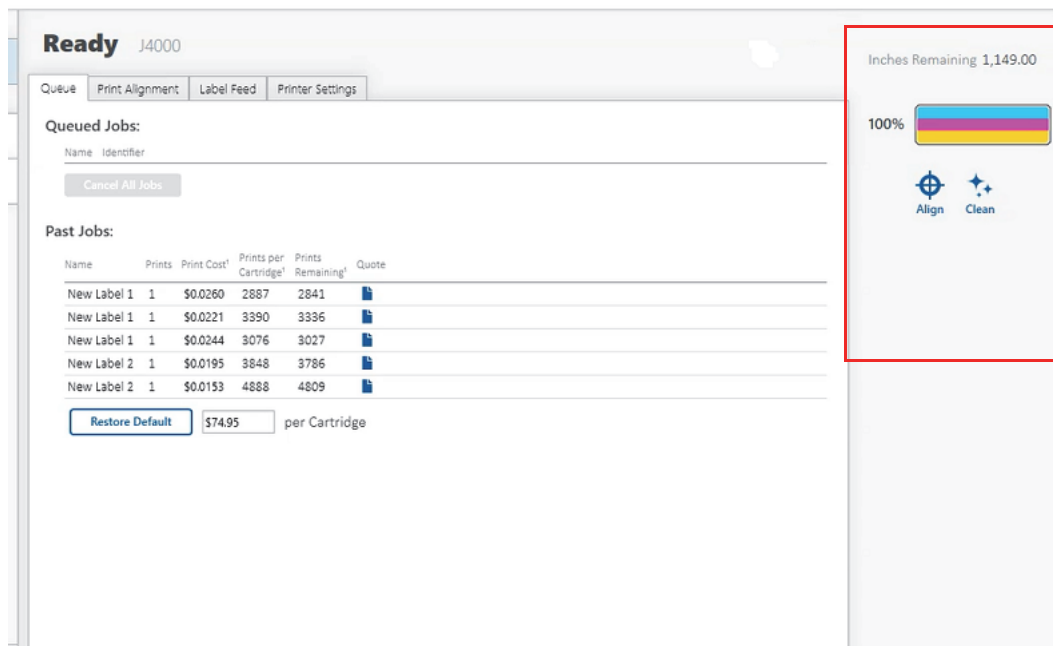 Ready J4000
Inches Remaining 1,149.00
Queue Print Alignment Label Feed Printer Settings
Queued Jobs:
100%
Name Identifier
Cancel All Jobs
Align Clean
Past Jobs:
Name Prints Print Cost¹ Prints per Cartridge¹ Prints Remaining¹ Quote
New Label 1 1 $0.0260 2887 2841
New Label 1 1 $0.0221 3390 3336
New Label 1 1 $0.0244 3076 3027
New Label 2 1 $0.0195 3848 3786
New Label 2 1 $0.0153 4888 4809
Restore Default $74.95 per Cartridge